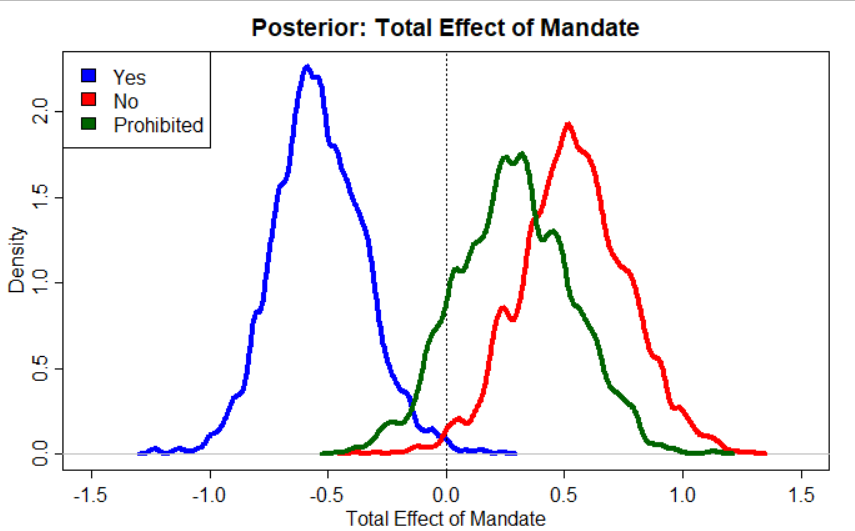 Posterior: Total Effect of Mandate
Yes
No
Prohibited
Density
2.0
1.5
1.0
0.5
0.0
-1.5 -1.0 -0.5 0.0 0.5 1.0 1.5
Total Effect of Mandate